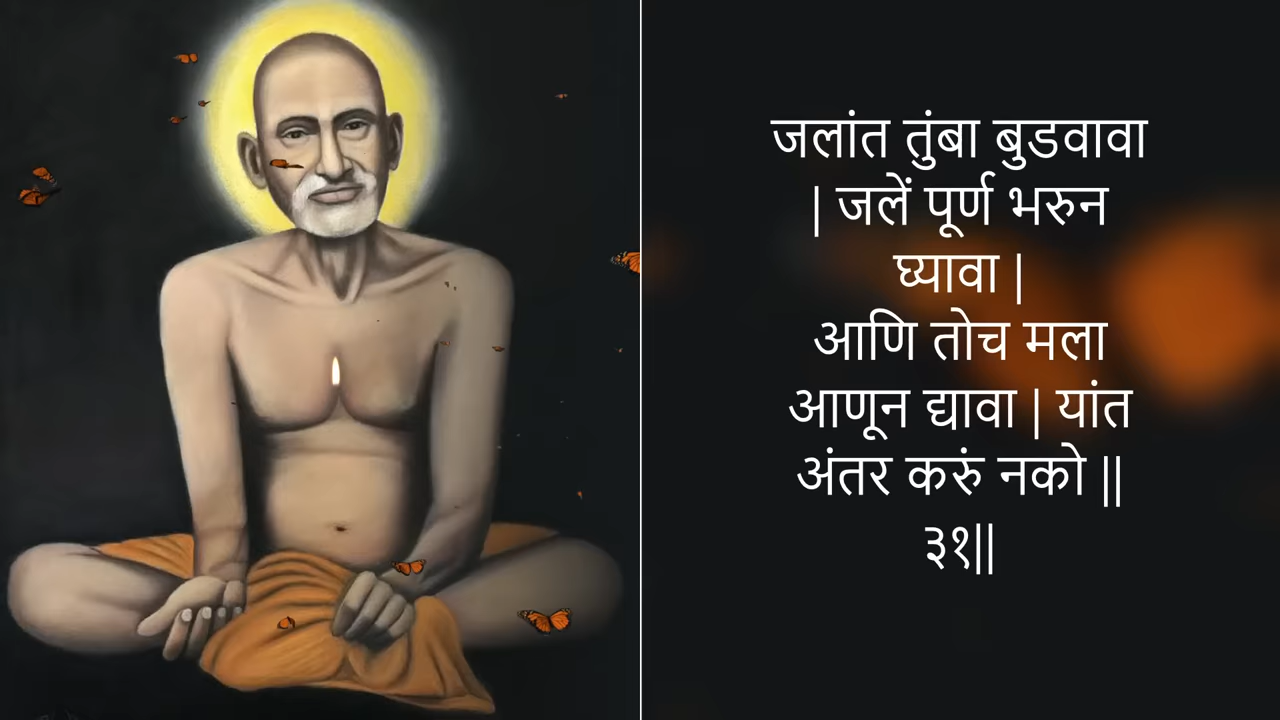 जलांत तुंबा बुडवावा
| जलें पूर्ण भरुन
घ्यावा |
आणि तोच मला
आणून द्यावा | यांत
अंतर करुं नको ||
३१||